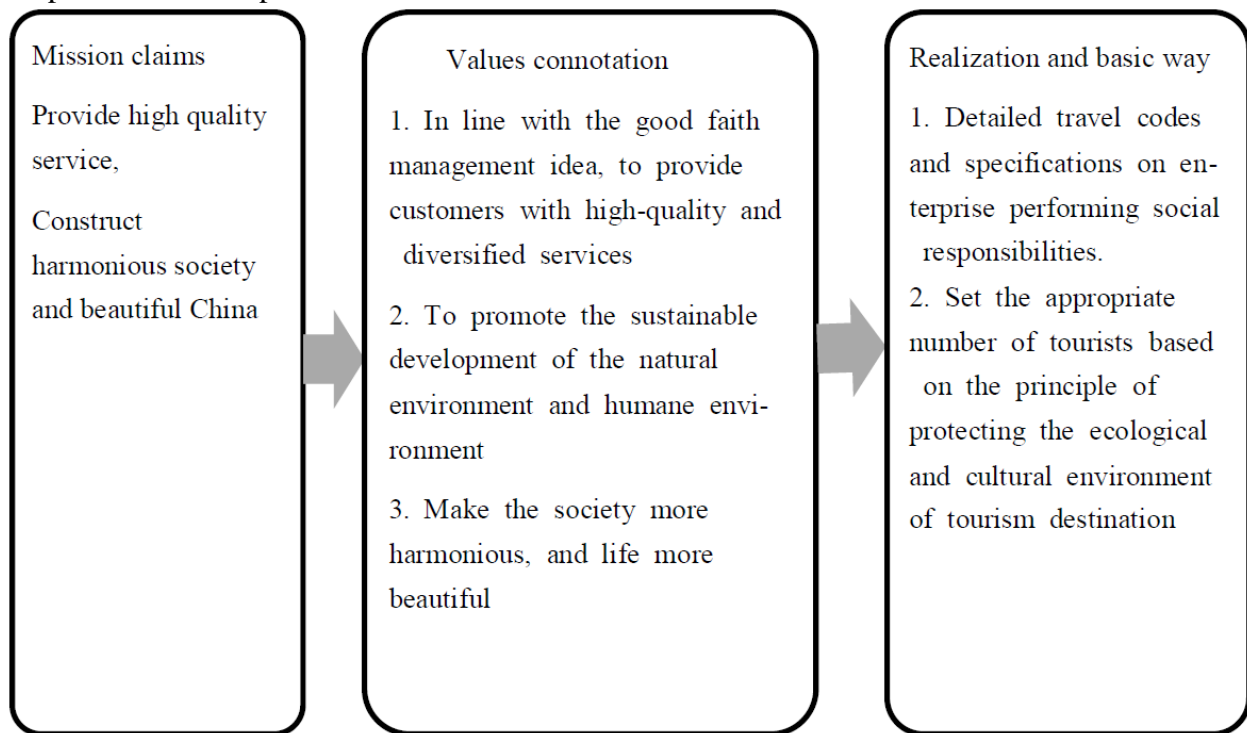 Mission claims
Provide high quality
service,
Construct
harmonious society
and beautiful China
Values connotation
1. In line with the good faith
management idea, to provide
customers with high-quality and
diversified services
2. To promote the sustainable
development of the natural
environment and humane envi-
ronment
3. Make the society more
harmonious, and life more
beautiful
Realization and basic way
1. Detailed travel codes
and specifications on en-
terprise performing social
responsibilities.
2. Set the appropriate
number of tourists based
on the principle of
protecting the ecological
and cultural environment
of tourism destination